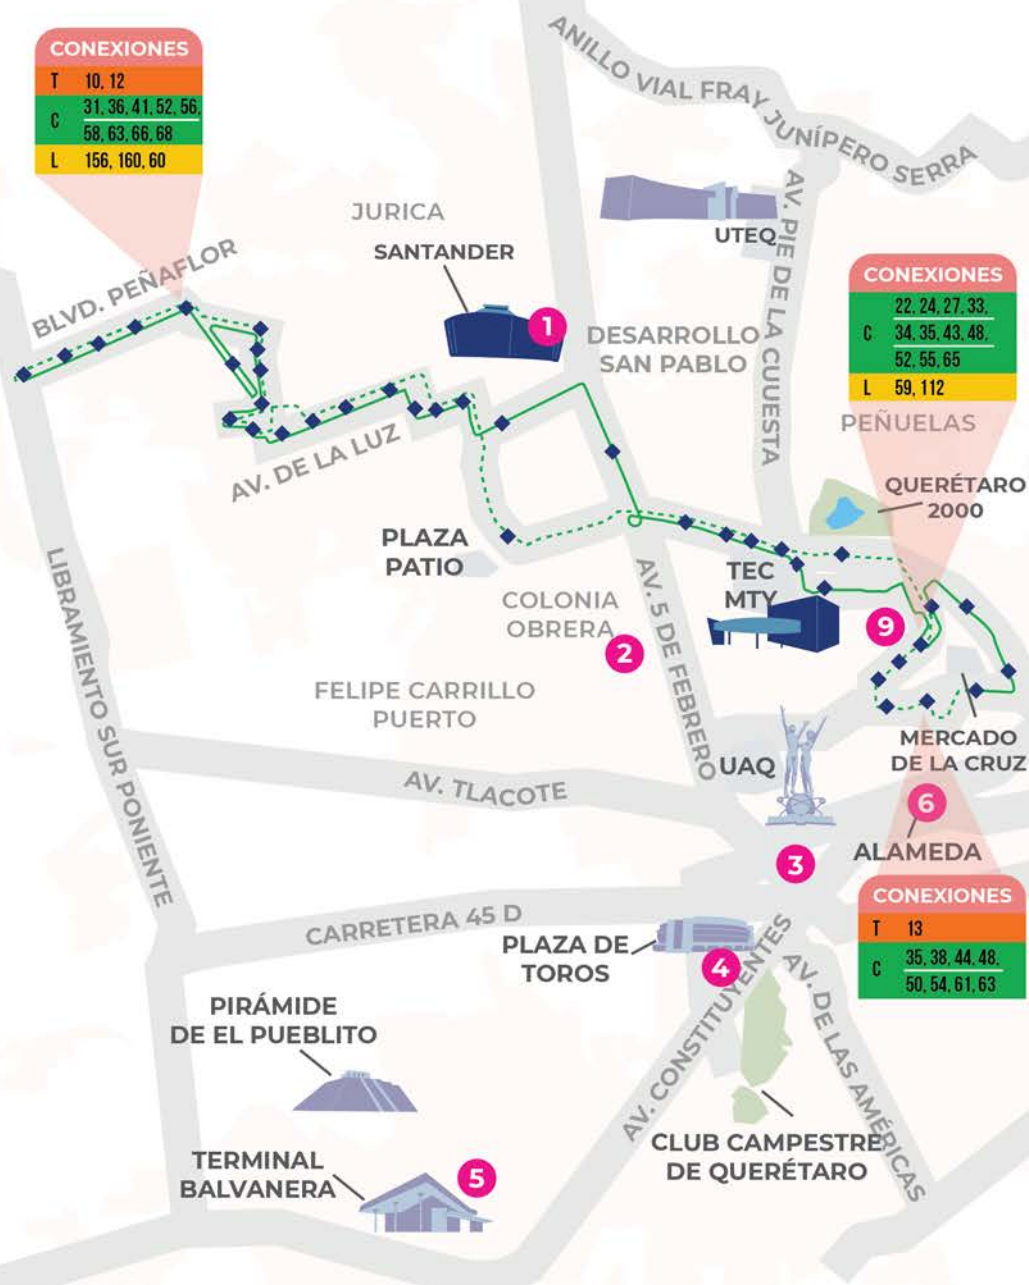 ANILLO VIAL FRAY JUNÍPERO SERRA
CONEXIONES
T 10, 12
C 31, 36, 41, 52, 56,
58, 63, 66, 68
L 156, 160, 60
JURICA
SANTANDER
1
UTEQ
AV. PIE DE LA CUUESTA
BLVD. PEÑAFLOR
CONEXIONES
22, 24, 27, 33,
C 34, 35, 43, 48,
52, 55, 65
L 59, 112
DESARROLLO
SAN PABLO
PEÑUELAS
AV. DE LA LUZ
QUERÉTARO
2000
PLAZA
PATIO
LIBRAMIENTO SUR PONIENTE
AV. 5 DE FEBRERO
TEC
MTY
COLONIA
OBRERA
2
9
FELIPE CARRILLO
PUERTO
MERCADO
DE LA CRUZ
UAQ
AV. TLACOTE
6
ALAMEDA
3
CONEXIONES
T 13
C 35, 38, 44, 48,
50, 54, 61, 63
CARRETERA 45 D
PLAZA DE
TOROS
4
AV. CONSTITUYENTES
AV. DE LAS AMÉRICAS
PIRÁMIDE
DE EL PUEBLITO
CLUB CAMPESTRE
DE QUERÉTARO
TERMINAL
BALVANERA
5